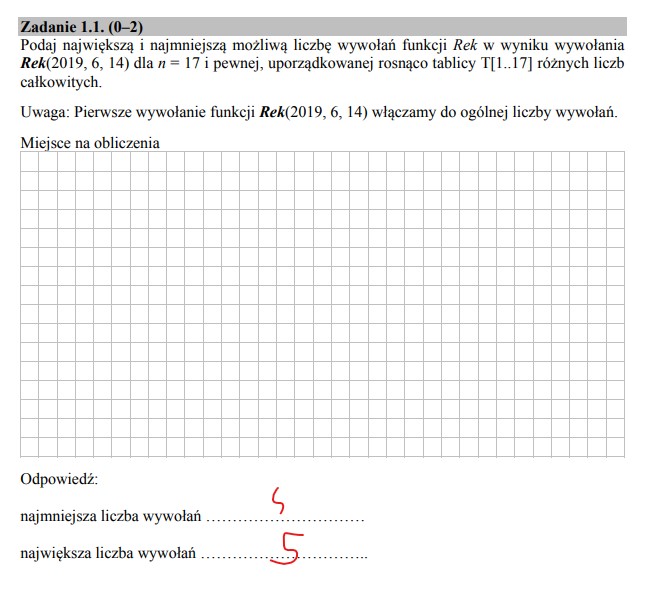 Zadanie 1.1. (0–2)
Podaj największą i najmniejszą możliwą liczbę wywołań funkcji Rek w wyniku wywołania
Rek(2019, 6, 14) dla n = 17 i pewnej, uporządkowanej rosnąco tablicy T[1..17] różnych liczb
całkowitych.
Uwaga: Pierwsze wywołanie funkcji Rek(2019, 6, 14) włączamy do ogólnej liczby wywołań.
Miejsce na obliczenia
Odpowiedź:
najmniejsza liczba wywołań ……………………………
największa liczba wywołań 5 ……………………………..